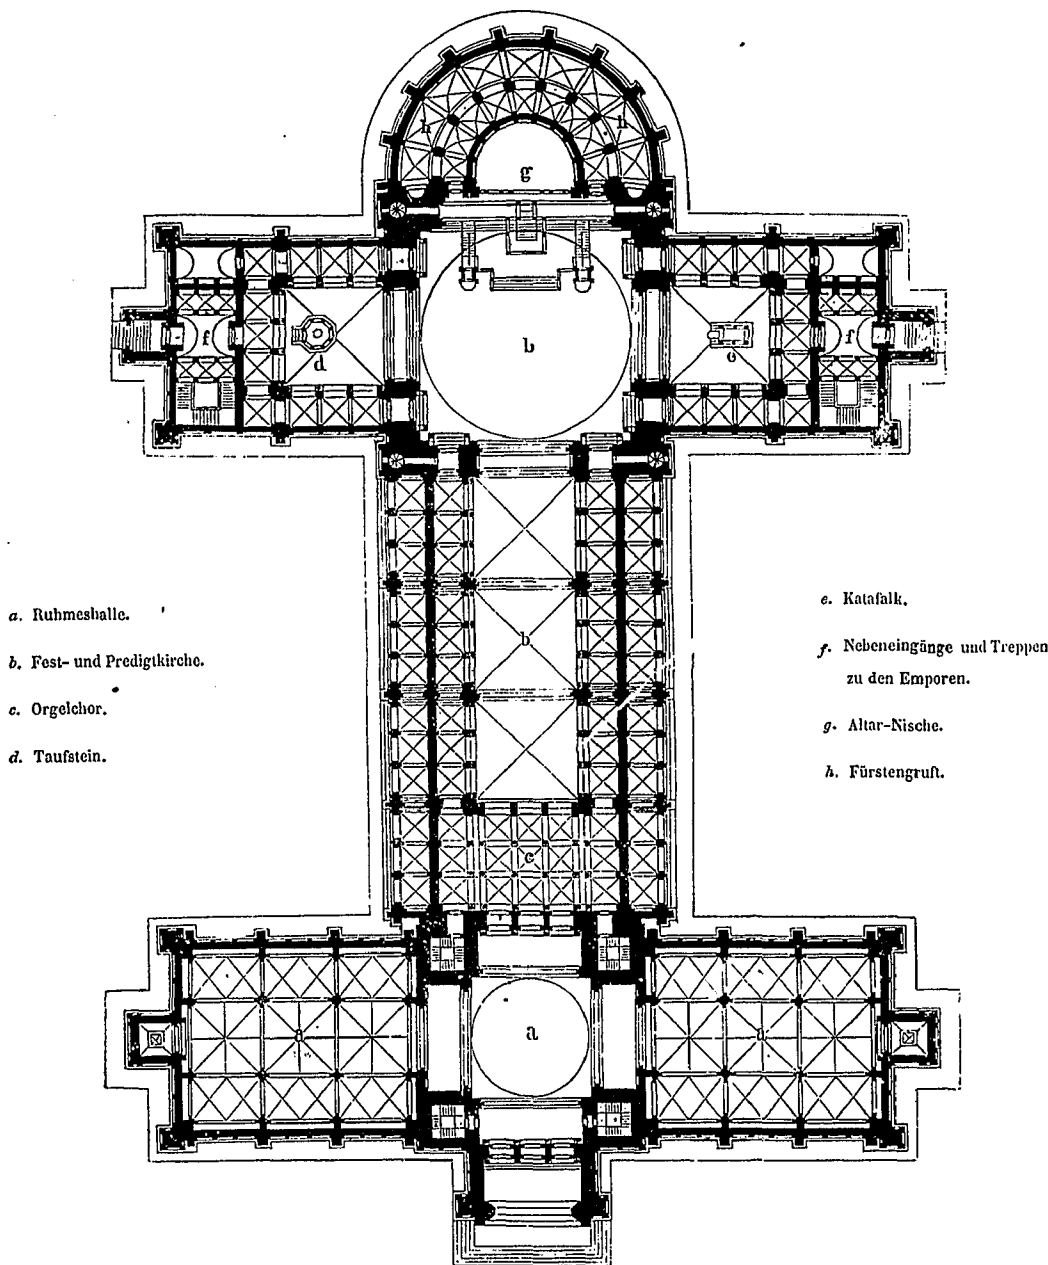 h h
g
f d b e f
b
c
a a a
a. Ruhmeshalle.
b. Fest- und Predigtkirche.
c. Orgelchor.
d. Taufstein.
e. Katafalk.
f. Nebeneingänge und Treppen
zu den Emporen.
g. Altar-Nische.
h. Fürstengruft.